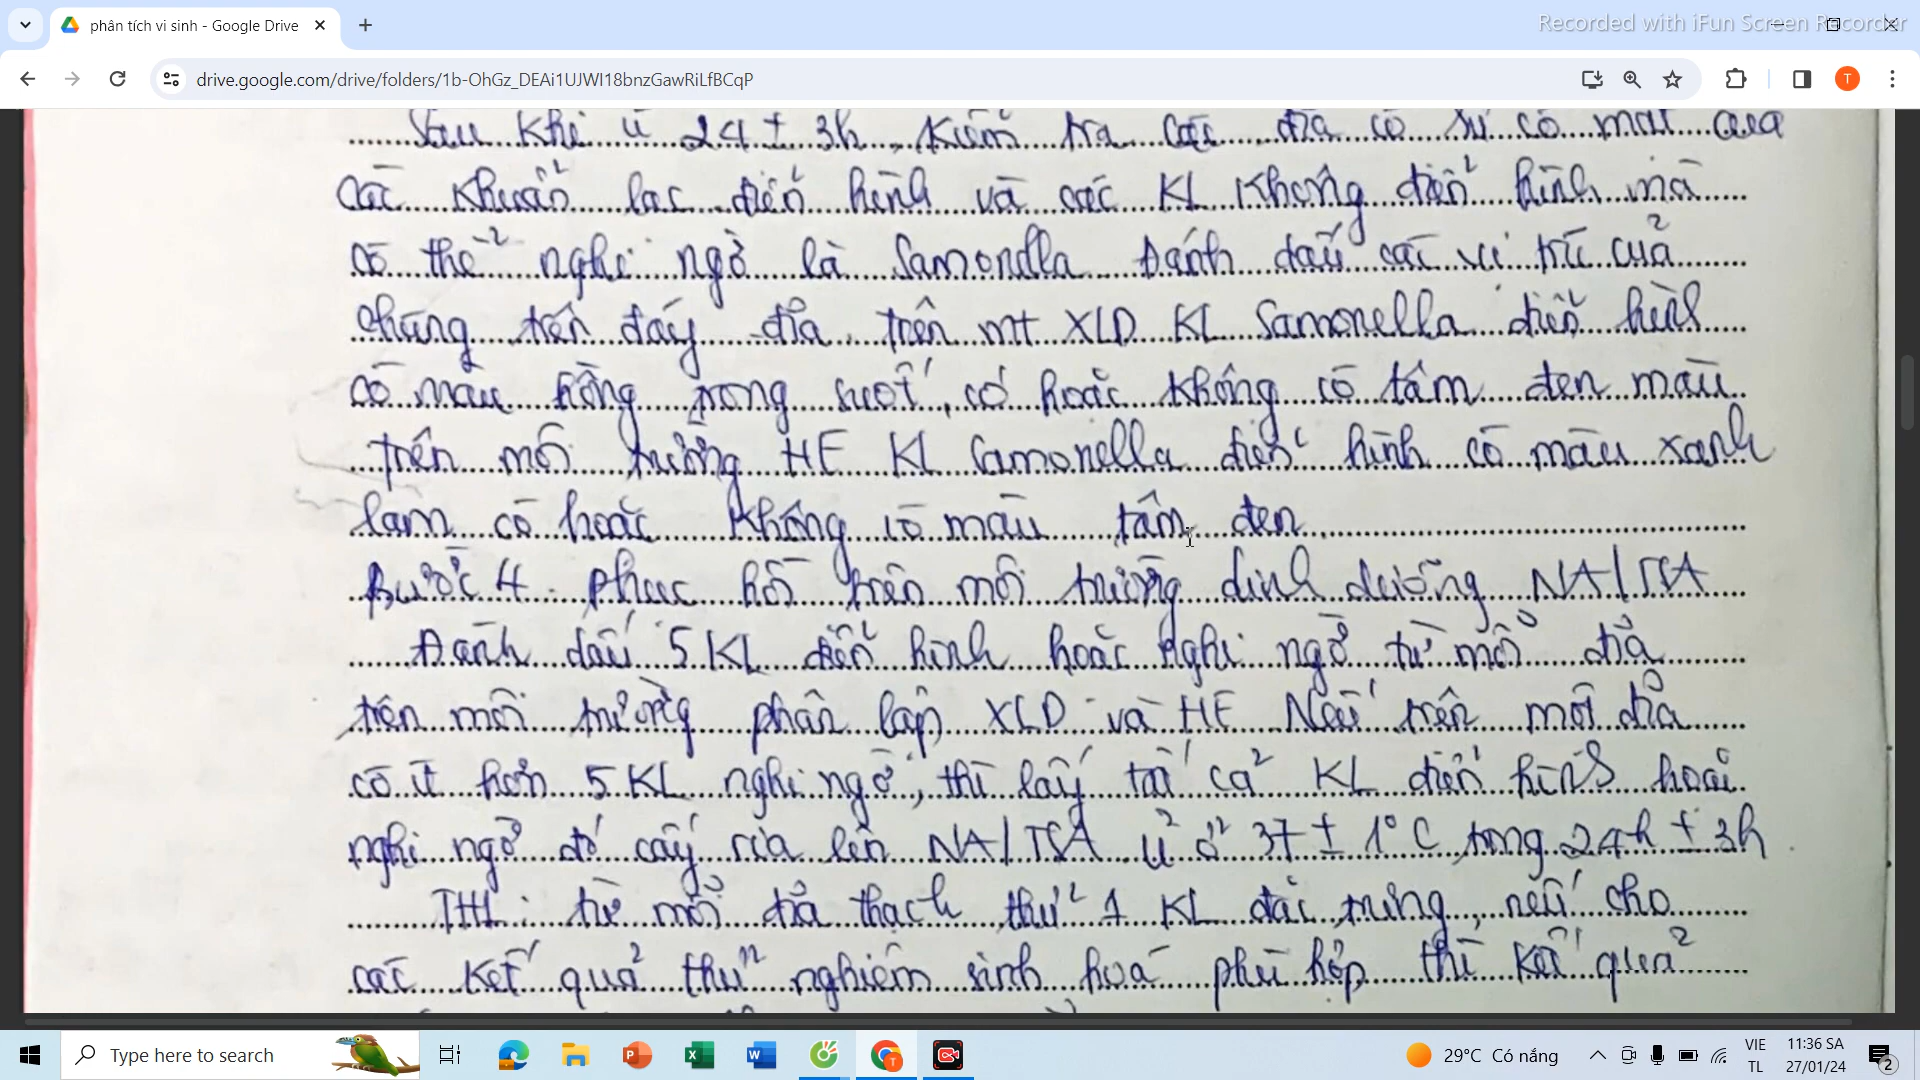 phân tích vi sinh - Google Drive
Recorded with iFun Screen Recorder
drive.google.com/drive/folders/1b-OhGz_DEAi1UJWI18bnzGawRiLfBCqP
T
Sau khi ủ 24 ± 3h, kiểm tra các đĩa có sự có mặt của
các khuẩn lạc điển hình và các KL không điển hình mà
có thể nghi ngờ là Samonella Đánh dấu các vị trí của
chúng trên đáy đĩa, trên mt XLD KL Samonella điển hình
có màu hồng trong suốt, có hoặc không có tâm đen màu
trên môi trường HE KL Samonella điển hình có màu xanh
lam có hoặc không có màu tâm đen
Bước 4. phục hồi trên môi trường dinh dưỡng NA/TSA
Đánh dấu 5 KL điển hình hoặc nghi ngờ từ mỗi đĩa
trên môi trường phân lập XLD và HE Nếu trên mỗi đĩa
có ít hơn 5 KL nghi ngờ, thì lấy tất cả KL điển hình hoặc
nghi ngờ đó cấy ria lên NA/TSA ủ ở 37 ± 1° C, trong 24h ± 3h
TH1: từ mỗi đĩa thạch thử 1 KL đặc trưng, nếu cho
các kết quả thử nghiệm sinh hoá phù hợp, thì kết quả
Type here to search
29°C Có nắng
VIE
TL
11:36 SA
27/01/24
2